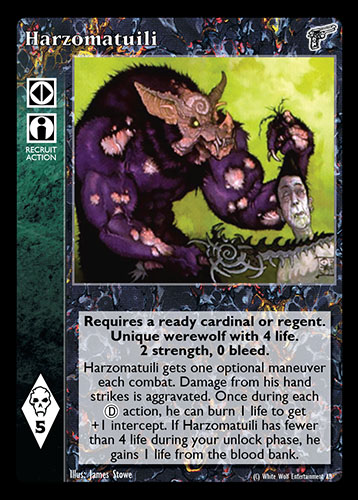 Harzomatuili
RECRUIT
ACTION
Requires a ready cardinal or regent.
Unique werewolf with 4 life.
2 strength, 0 bleed.
Harzomatuili gets one optional maneuver
each combat. Damage from his hand
strikes is aggravated. Once during each
Ⓓ action, he can burn 1 life to get
+1 intercept. If Harzomatuili has fewer
than 4 life during your unlock phase, he
gains 1 life from the blood bank.
5
Illus: James Stowe